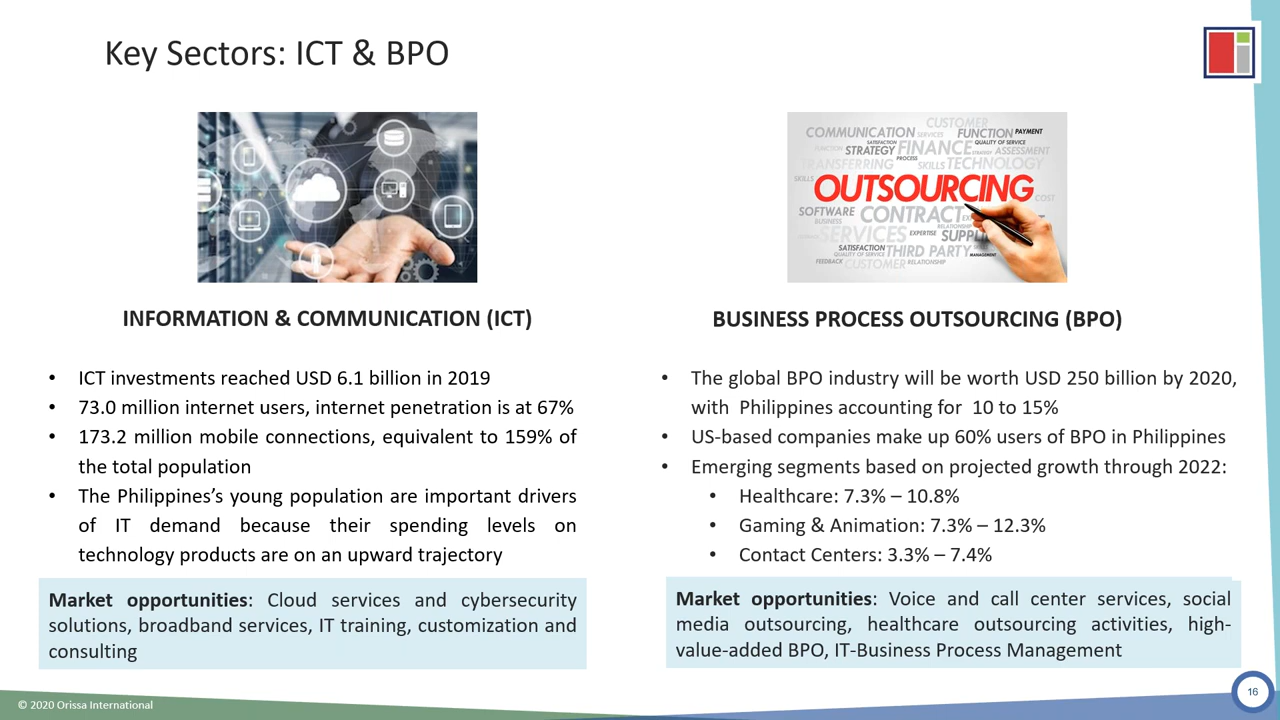 Key Sectors: ICT & BPO
CUSTOMER
COMMUNICATION SERVICES FUNCTION PAYMENT
SATISFACTION QUALITY OF SERVICE
FUNCTION STRATEGY FINANCE STRATEGY ASSESSMENT
PROCESS
TRANSFERRING SKILLS TECHNOLOGY
SKILLS
OUTSOURCING
COST
SOFTWARE CONTRACT
BUSINESS
RELATIONSHIP
SERVICES EXPERTISE
SATISFACTION
QUALITY OF SERVICE THIRD PARTY MANAGEMENT
FEEDBACK CUSTOMER RELATIONSHIP
INFORMATION & COMMUNICATION (ICT)
• ICT investments reached USD 6.1 billion in 2019
• 73.0 million internet users, internet penetration is at 67%
• 173.2 million mobile connections, equivalent to 159% of
the total population
• The Philippines’s young population are important drivers
of IT demand because their spending levels on
technology products are on an upward trajectory
Market opportunities: Cloud services and cybersecurity
solutions, broadband services, IT training, customization and
consulting
BUSINESS PROCESS OUTSOURCING (BPO)
• The global BPO industry will be worth USD 250 billion by 2020,
with Philippines accounting for 10 to 15%
• US-based companies make up 60% users of BPO in Philippines
• Emerging segments based on projected growth through 2022:
• Healthcare: 7.3% – 10.8%
• Gaming & Animation: 7.3% – 12.3%
• Contact Centers: 3.3% – 7.4%
Market opportunities: Voice and call center services, social
media outsourcing, healthcare outsourcing activities, high-
value-added BPO, IT-Business Process Management
© 2020 Orissa International
16